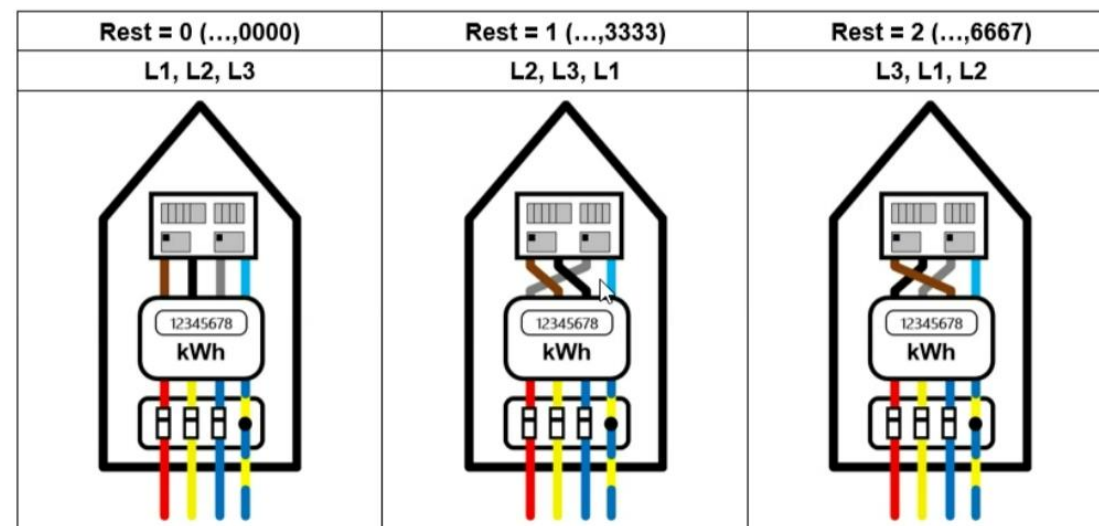 Rest = 0 (...,0000)
Rest = 1 (...,3333)
Rest = 2 (...,6667)
L1, L2, L3
L2, L3, L1
L3, L1, L2
12345678
kWh
12345678
kWh
12345678
kWh